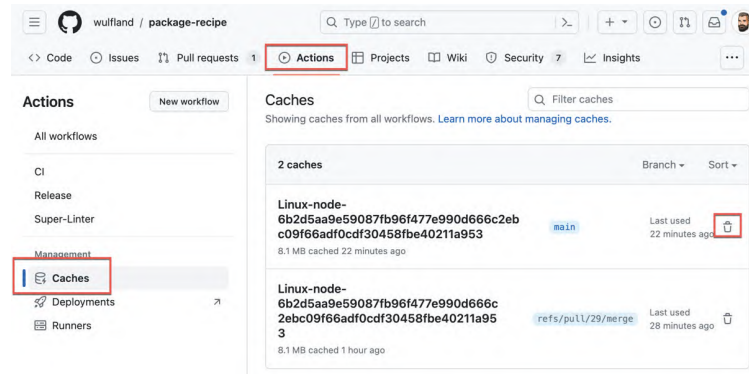 wulfland / package-recipe
Type / to search
Code
Issues
Pull requests 1
Actions
Projects
Wiki
Security 7
Insights
Actions
New workflow
All workflows
CI
Release
Super-Linter
Management
Caches
Deployments
Runners
Caches
Filter caches
Showing caches from all workflows. Learn more about managing caches.
2 caches
Branch
Sort
Linux-node-
6b2d5aa9e59087fb96f477e990d666c2eb
c09f66adf0cdf30458fbe40211a953
8.1 MB cached 22 minutes ago
main
Last used
22 minutes ago
Linux-node-
6b2d5aa9e59087fb96f477e990d666c
2ebc09f66adf0cdf30458fbe40211a95
3
8.1 MB cached 1 hour ago
refs/pull/29/merge
Last used
28 minutes ago